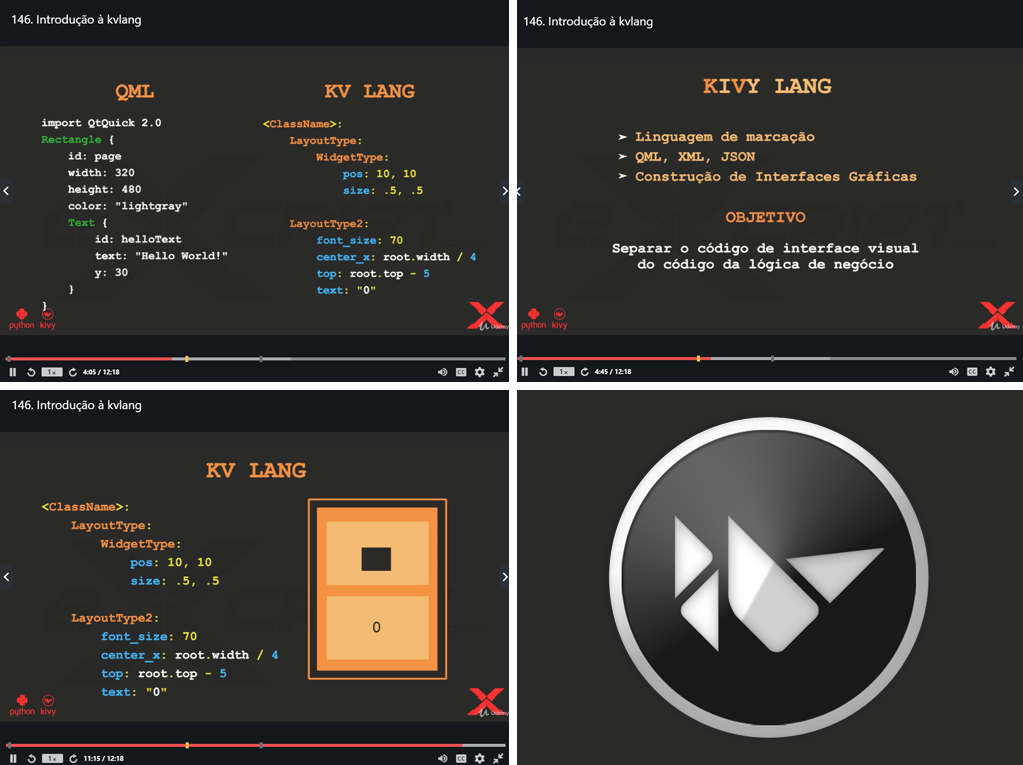 146. Introdução à kvlang
QML
import QtQuick 2.0
Rectangle {
id: page
width: 320
height: 480
color: "lightgray"
Text {
id: helloText
text: "Hello World!"
y: 30
}
}
KV LANG
<ClassName>:
LayoutType:
WidgetType:
pos: 10, 10
size: .5, .5
LayoutType2:
font_size: 70
center_x: root.width / 4
top: root.top - 5
text: "0"
python kivy
Udemy
1x 4:05 / 12:18
CC
146. Introdução à kvlang
KIVY LANG
➢ Linguagem de marcação
➢ QML, XML, JSON
➢ Construção de Interfaces Gráficas
OBJETIVO
Separar o código de interface visual
do código da lógica de negócio
python kivy
Udemy
1x 4:45 / 12:18
CC
146. Introdução à kvlang
KV LANG
<ClassName>:
LayoutType:
WidgetType:
pos: 10, 10
size: .5, .5
LayoutType2:
font_size: 70
center_x: root.width / 4
top: root.top - 5
text: "0"
0
python kivy
Udemy
1x 11:15 / 12:18
CC